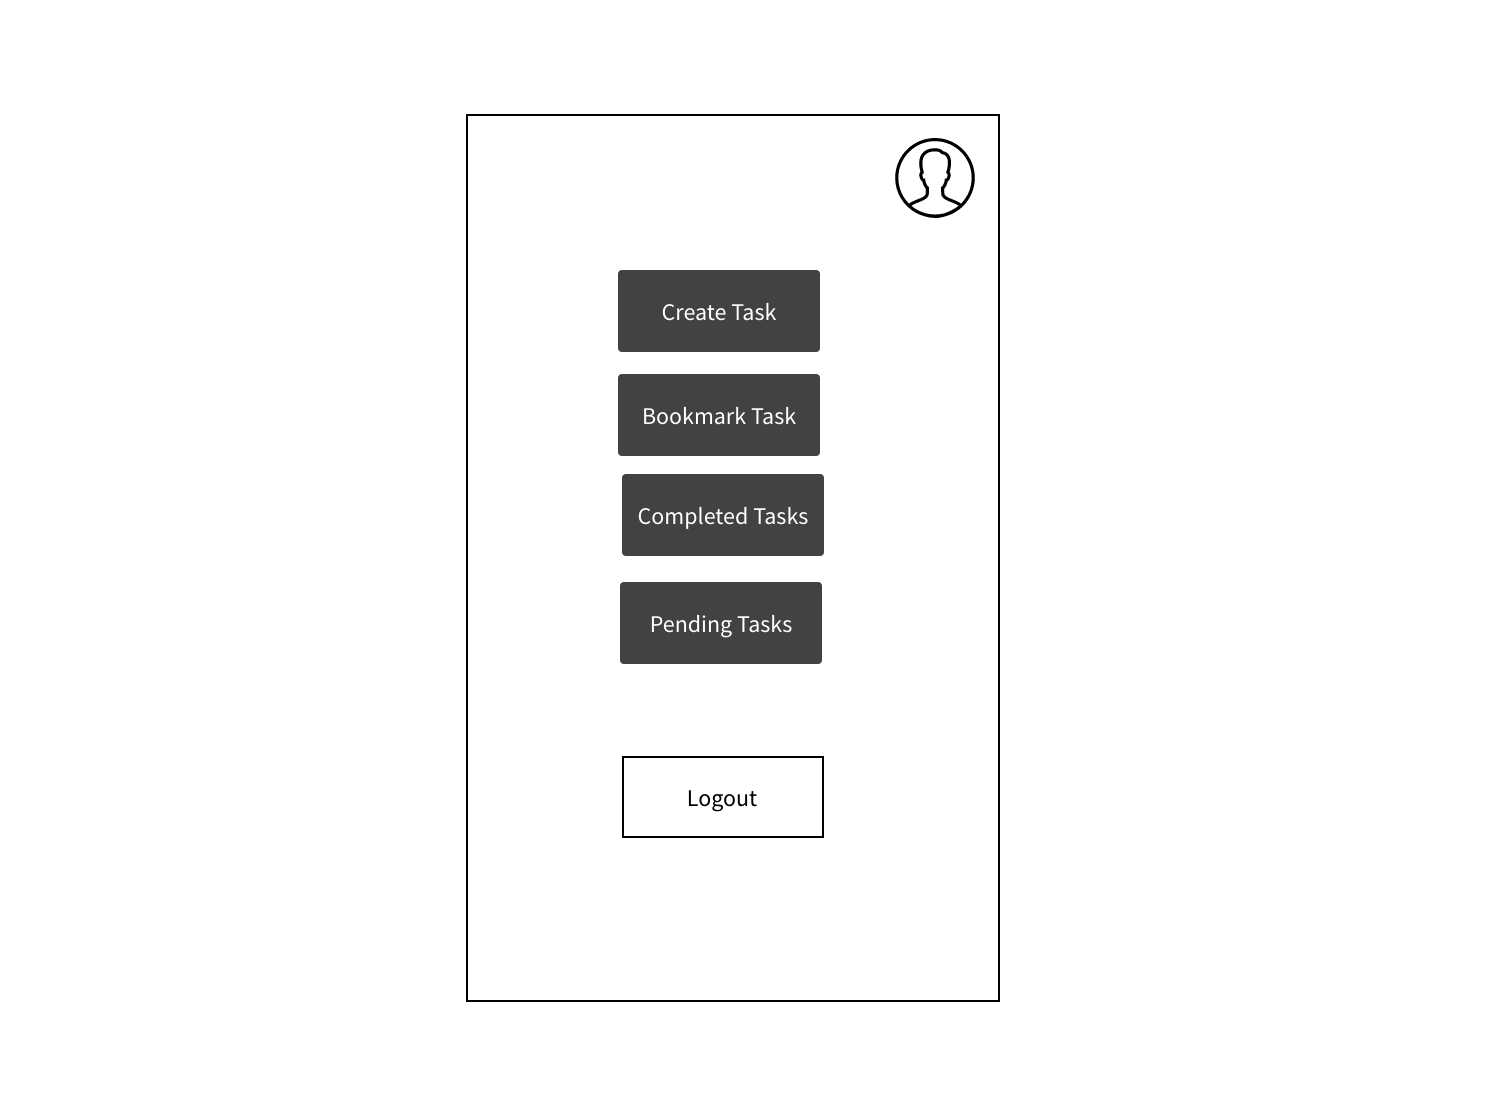 Create Task
Bookmark Task
Completed Tasks
Pending Tasks
Logout